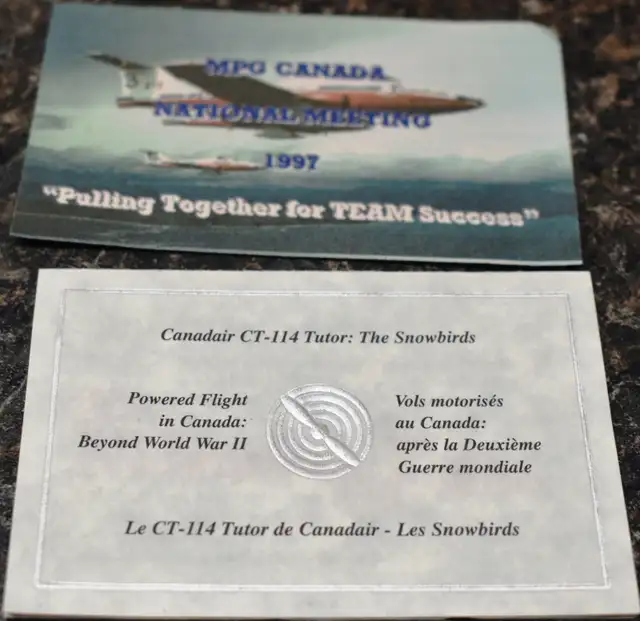 MPG CANADA
NATIONAL MEETING
1997
"Pulling Together for TEAM Success"
Canadair CT-114 Tutor: The Snowbirds
Powered Flight
in Canada:
Beyond World War II
Vols motorisés
au Canada:
après la Deuxième
Guerre mondiale
Le CT-114 Tutor de Canadair - Les Snowbirds